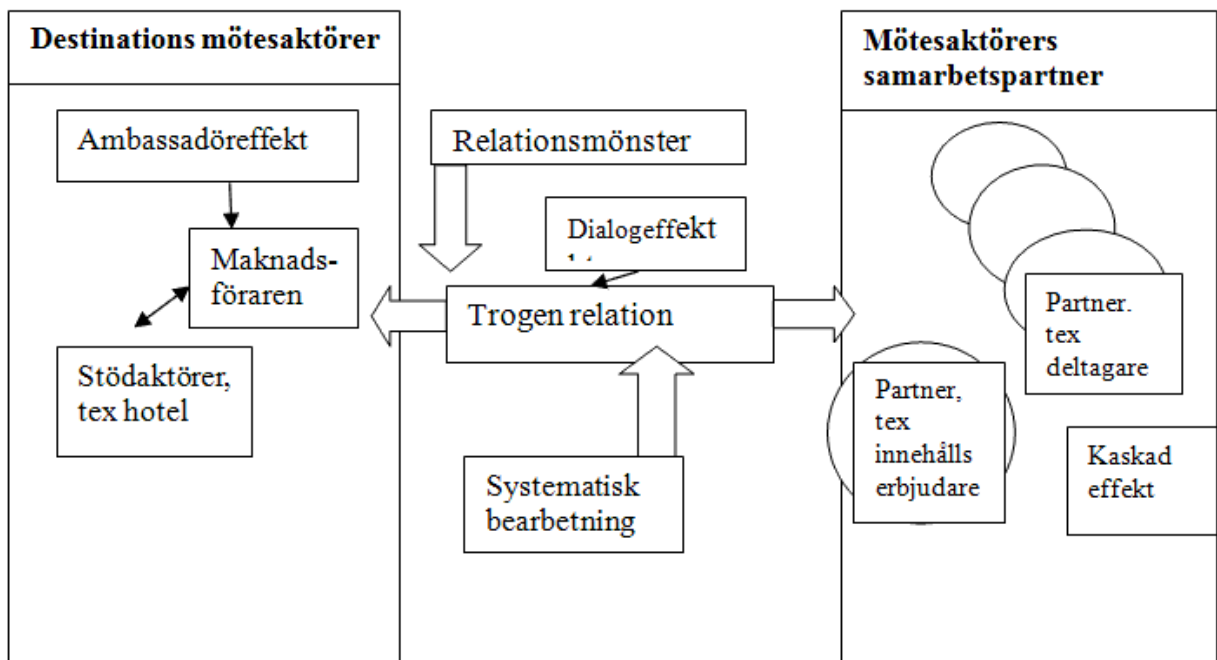 Destinations mötesaktörer
Ambassadöreffekt
Maknads-
föraren
Stödaktörer,
tex hotel
Relationsmönster
Dialogeffekt
Trogen relation
Systematisk
bearbetning
Mötesaktörers
samarbetspartner
Partner.
tex
deltagare
Partner,
tex
innehålls
erbjudare
Kaskad
effekt